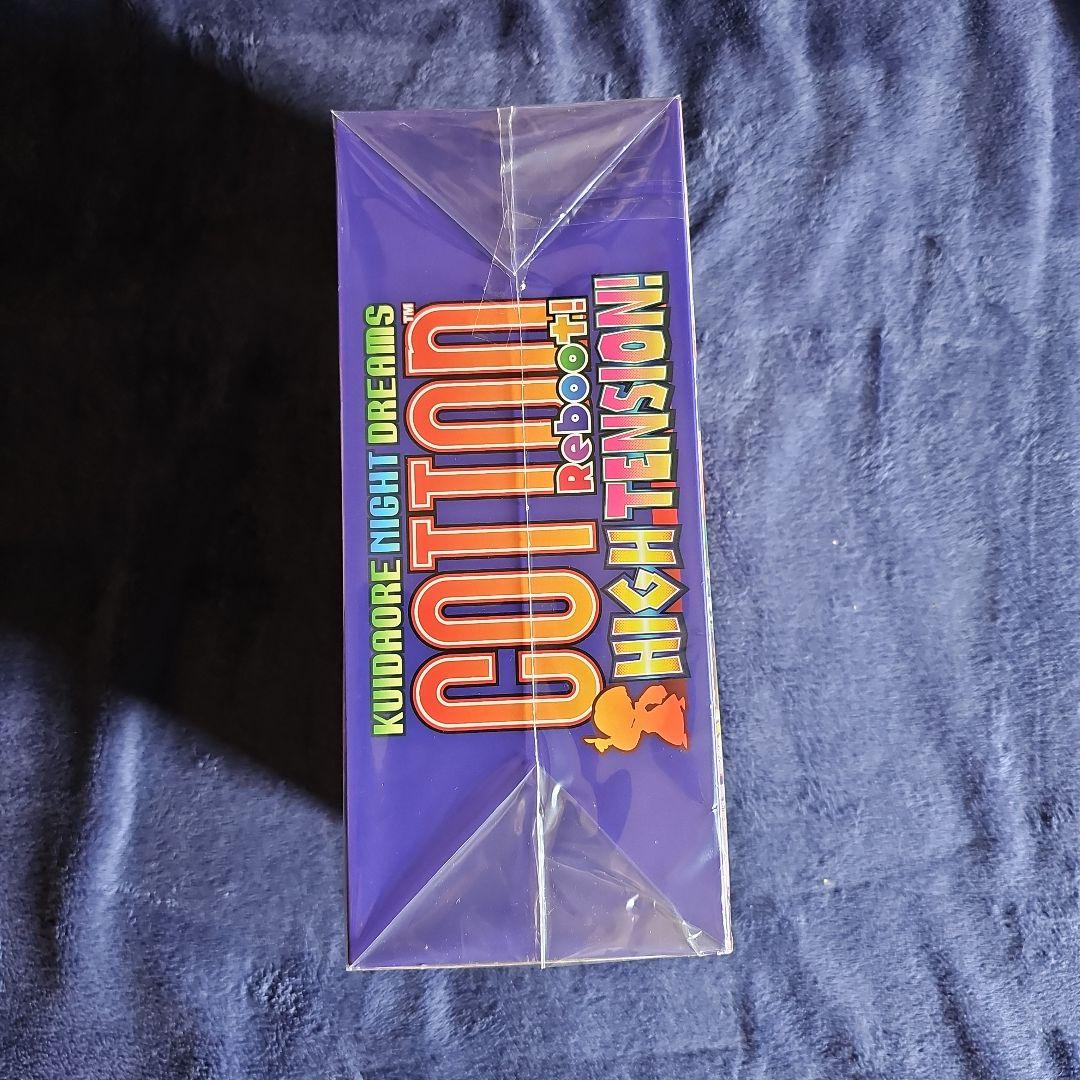 KUIDAORE NIGHT DREAMS
COTTON™
Reboot!
HIGH TENSION!